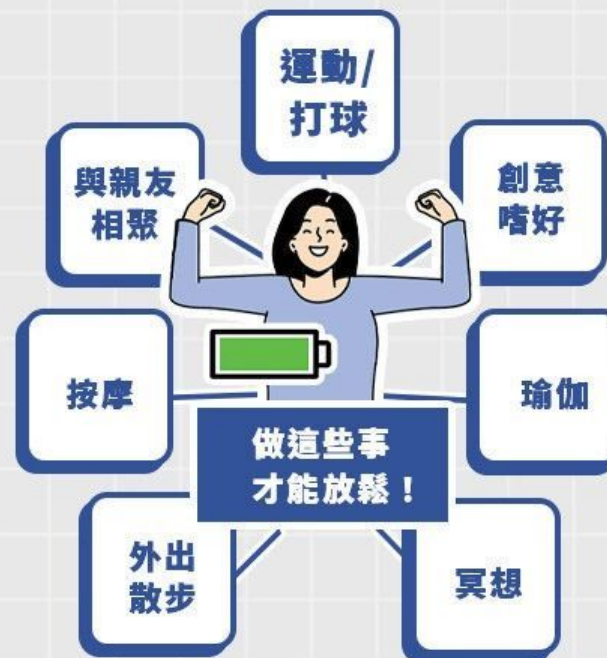 運動/
打球
與親友
相聚
創意
嗜好
按摩
瑜伽
做這些事
才能放鬆！
外出
散步
冥想